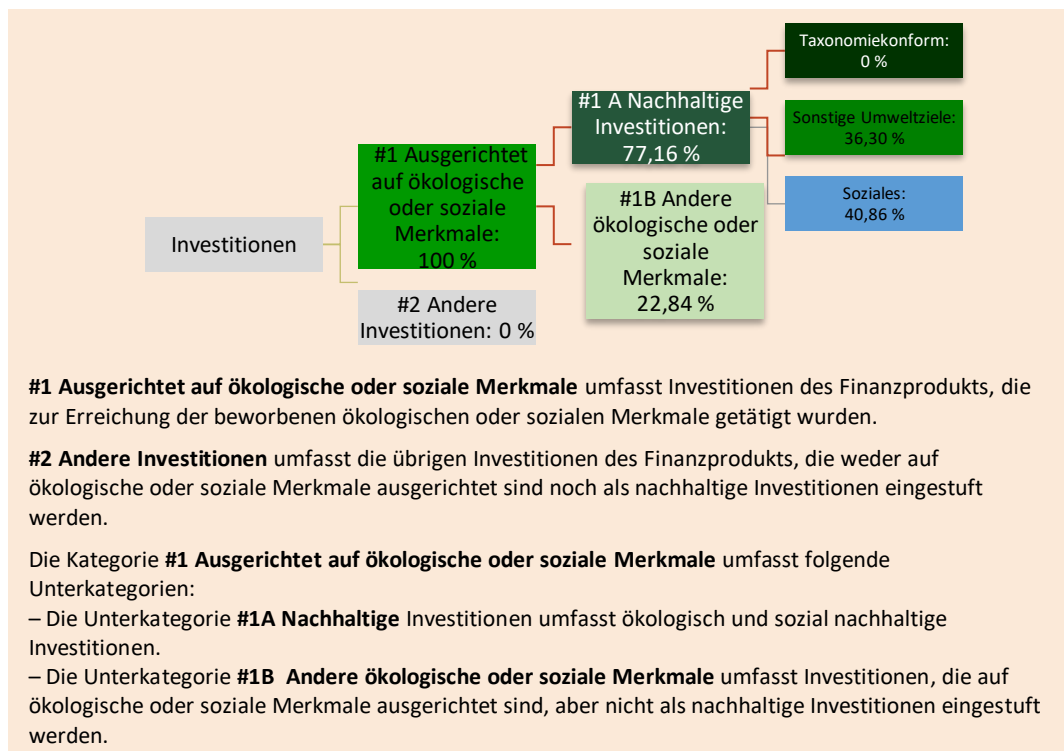 Taxonomiekonform:
0 %
#1 A Nachhaltige
Investitionen:
77,16 %
Sonstige Umweltziele:
36,30 %
#1 Ausgerichtet
auf ökologische
oder soziale
Merkmale:
100 %
Soziales:
40,86 %
#1B Andere
ökologische oder
soziale
Merkmale:
22,84 %
Investitionen
#2 Andere
Investitionen: 0 %
#1 Ausgerichtet auf ökologische oder soziale Merkmale umfasst Investitionen des Finanzprodukts, die
zur Erreichung der beworbenen ökologischen oder sozialen Merkmale getätigt wurden.
#2 Andere Investitionen umfasst die übrigen Investitionen des Finanzprodukts, die weder auf
ökologische oder soziale Merkmale ausgerichtet sind noch als nachhaltige Investitionen eingestuft
werden.
Die Kategorie #1 Ausgerichtet auf ökologische oder soziale Merkmale umfasst folgende
Unterkategorien:
– Die Unterkategorie #1A Nachhaltige Investitionen umfasst ökologisch und sozial nachhaltige
Investitionen.
– Die Unterkategorie #1B Andere ökologische oder soziale Merkmale umfasst Investitionen, die auf
ökologische oder soziale Merkmale ausgerichtet sind, aber nicht als nachhaltige Investitionen eingestuft
werden.